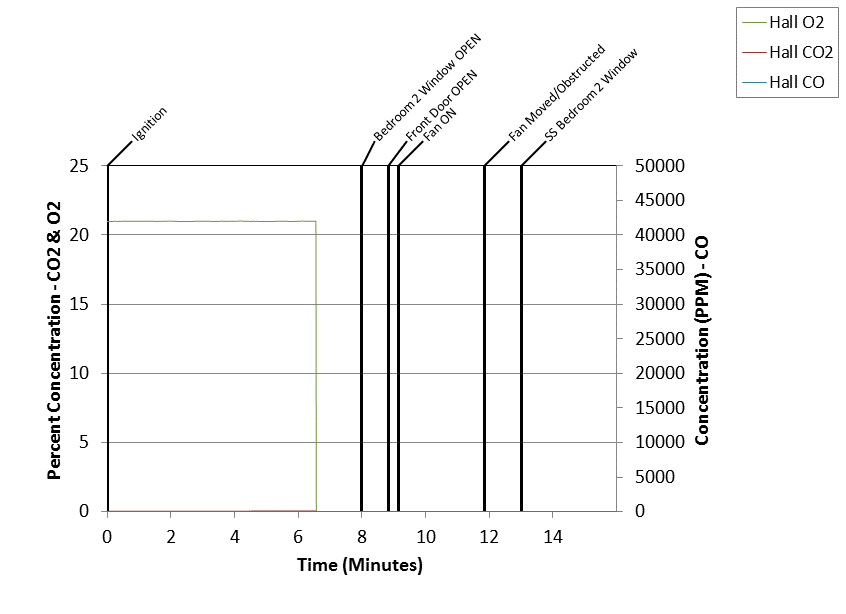 Hall O2
Hall CO2
Hall CO
Ignition
Bedroom 2 Window OPEN
Front Door OPEN
Fan ON
Fan Moved/Obstructed
SS Bedroom 2 Window
25
20
15
10
5
0
Percent Concentration - CO2 & O2
50000
45000
40000
35000
30000
25000
20000
15000
10000
5000
0
Concentration (PPM) - CO
0 2 4 6 8 10 12 14
Time (Minutes)